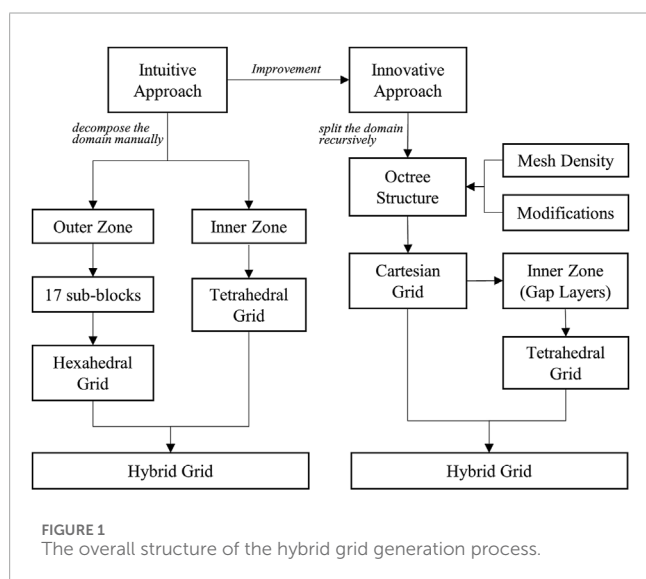 Intuitive
Approach
Improvement
Innovative
Approach
decompose the
domain manually
split the domain
recursively
Outer Zone
Inner Zone
Octree
Structure
Mesh Density
Modifications
17 sub-blocks
Tetrahedral
Grid
Hexahedral
Grid
Cartesian
Grid
Inner Zone
(Gap Layers)
Tetrahedral
Grid
Hybrid Grid
Hybrid Grid
FIGURE 1
The overall structure of the hybrid grid generation process.